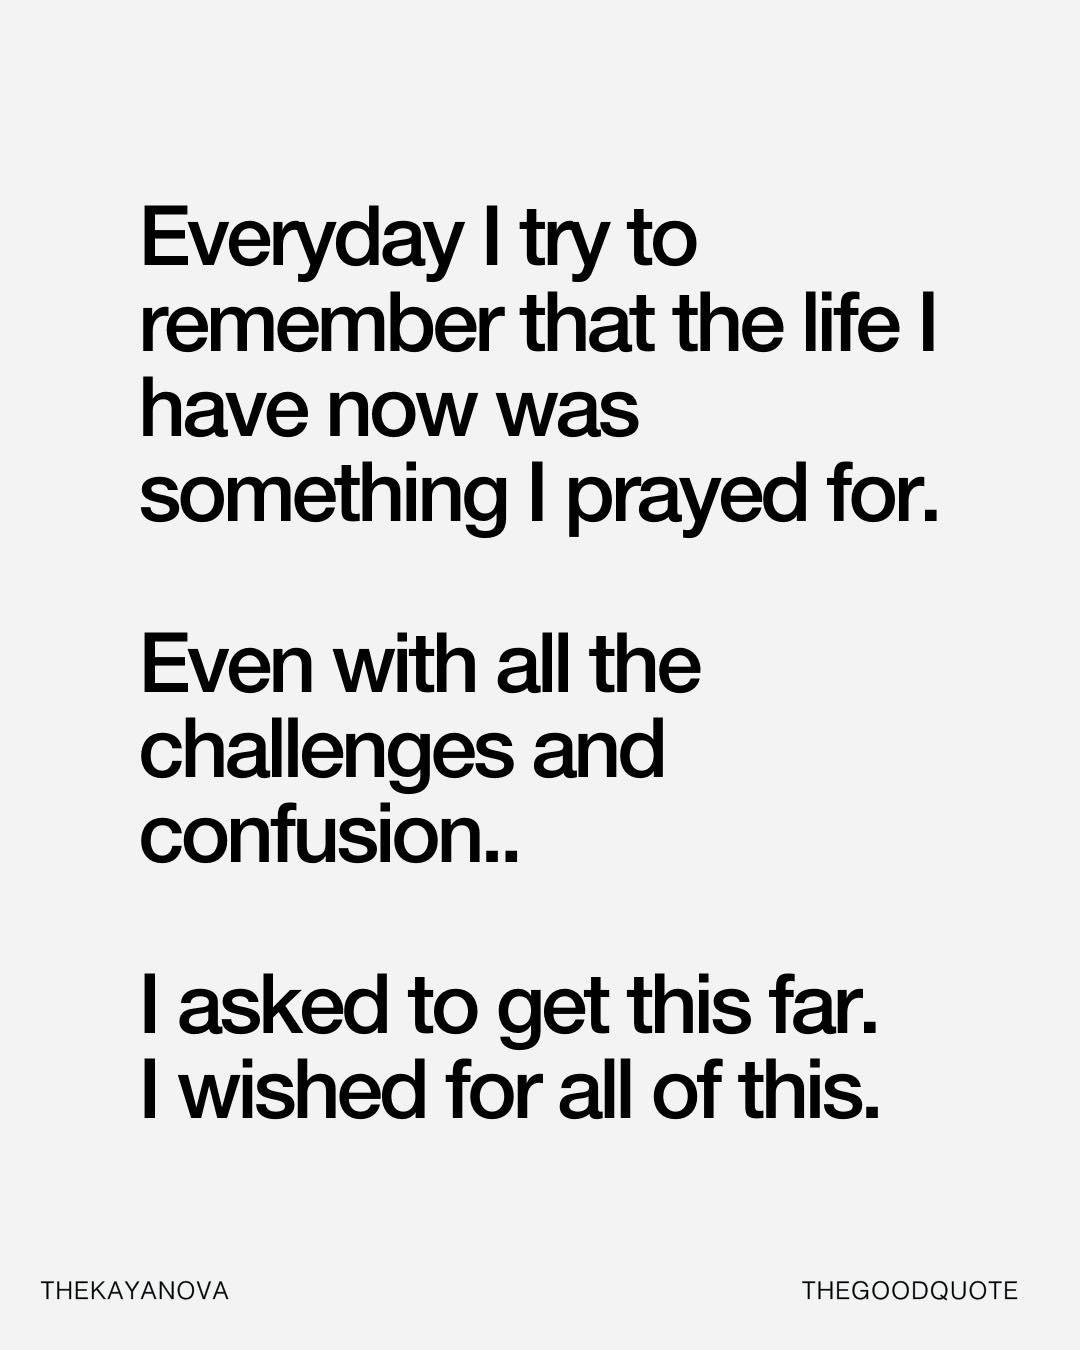 Everyday I try to
remember that the life I
have now was
something I prayed for.
Even with all the
challenges and
confusion..
I asked to get this far.
I wished for all of this.
THEKAYANOVA
THEGOODQUOTE